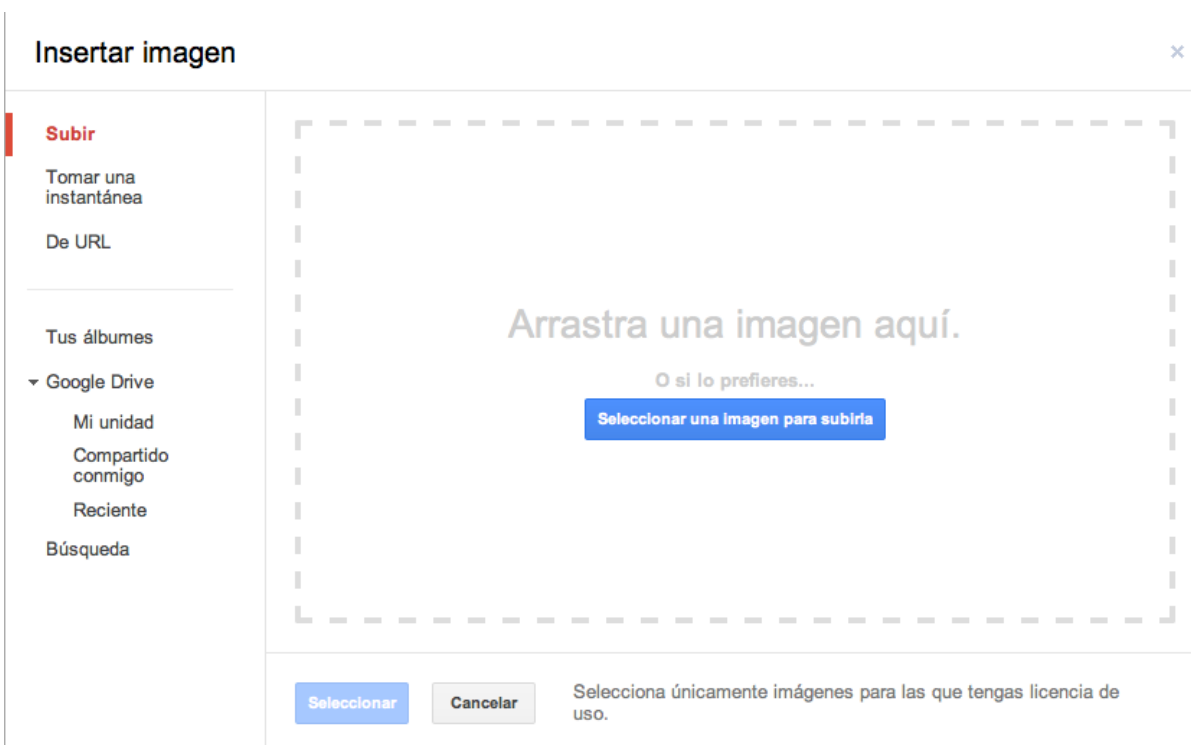 Insertar imagen
×
Subir
Tomar una
instantánea
De URL
Tus álbumes
Google Drive
Mi unidad
Compartido
conmigo
Reciente
Búsqueda
Arrastra una imagen aquí.
O si lo prefieres...
Seleccionar una imagen para subirla
Seleccionar
Cancelar
Selecciona únicamente imágenes para las que tengas licencia de
uso.